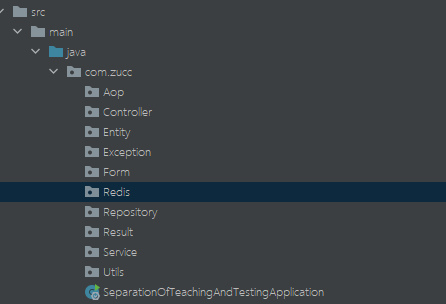 src
main
java
com.zucc
Aop
Controller
Entity
Exception
Form
Redis
Repository
Result
Service
Utils
SeparationOfTeachingAndTestingApplication